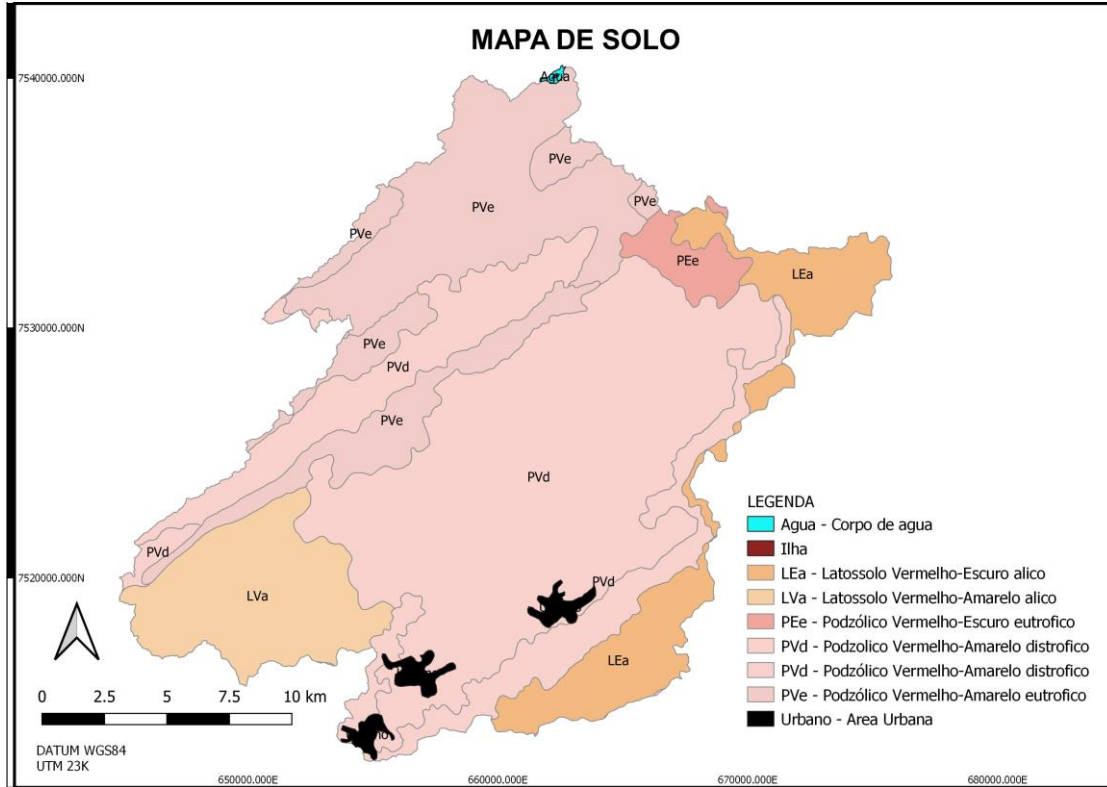 MAPA DE SOLO
7540000.000N
Agua
PVe
PVe
PVe
PVe
PEe
LEa
7530000.000N
PVe
PVd
PVe
PVd
LEGENDA
Agua - Corpo de agua
Ilha
LEa - Latossolo Vermelho-Escuro alico
LVa - Latossolo Vermelho-Amarelo alico
PEe - Podzólico Vermelho-Escuro eutrofico
PVd - Podzolico Vermelho-Amarelo distrofico
PVd - Podzólico Vermelho-Amarelo distrofico
PVe - Podzólico Vermelho-Amarelo eutrofico
Urbano - Area Urbana
PVd
7520000.000N
PVd
LVa
LEa
0 2.5 5 7.5 10 km
DATUM WGS84
UTM 23K
650000.000E 660000.000E 670000.000E 680000.000E